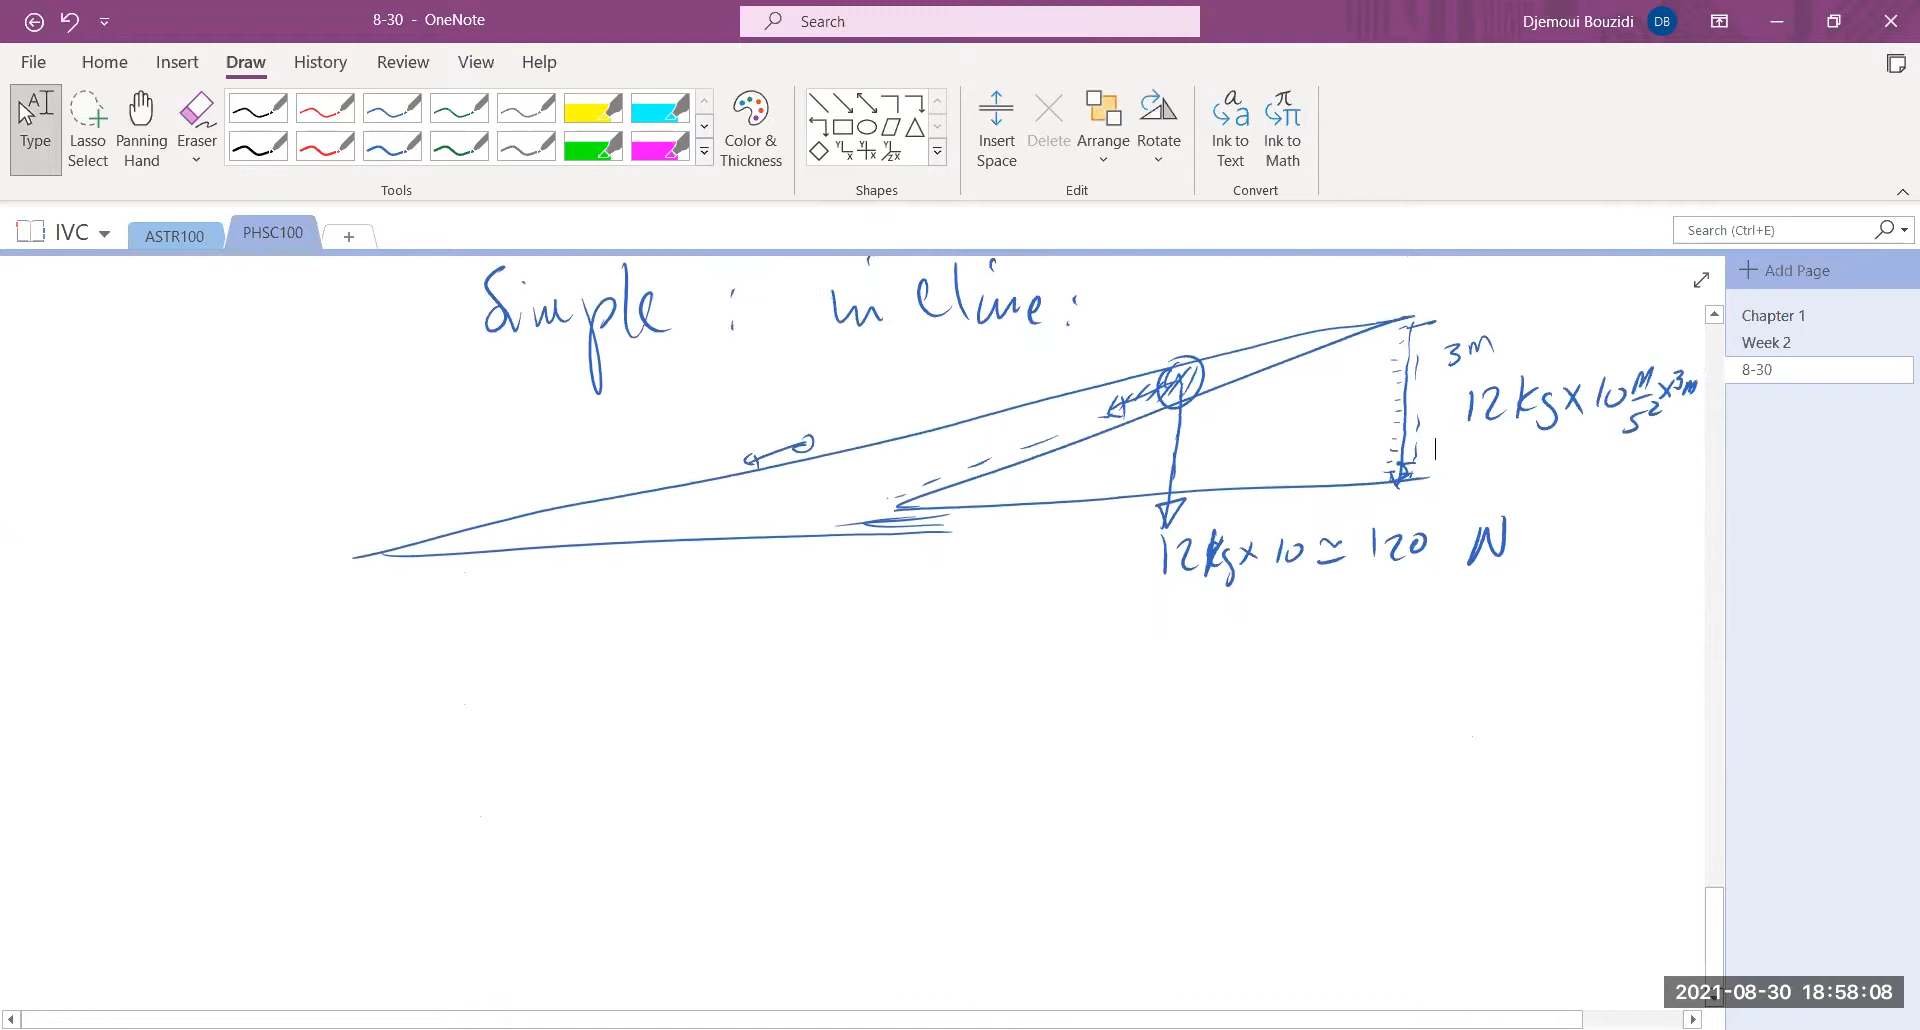 8-30 - OneNote
Search
Djemoui Bouzidi DB
File Home Insert Draw History Review View Help
Type
Lasso Select
Panning Hand
Eraser
Color & Thickness
Insert Space
Delete
Arrange
Rotate
Ink to Text
Ink to Math
Tools
Shapes
Edit
Convert
IVC
ASTR100
PHSC100
Search (Ctrl+E)
Add Page
Chapter 1
Week 2
8-30
Simple : incline :
3m
12kg x 10 m/s² x 3m
12kg x 10 ≃ 120 N
2021-08-30 18:58:08